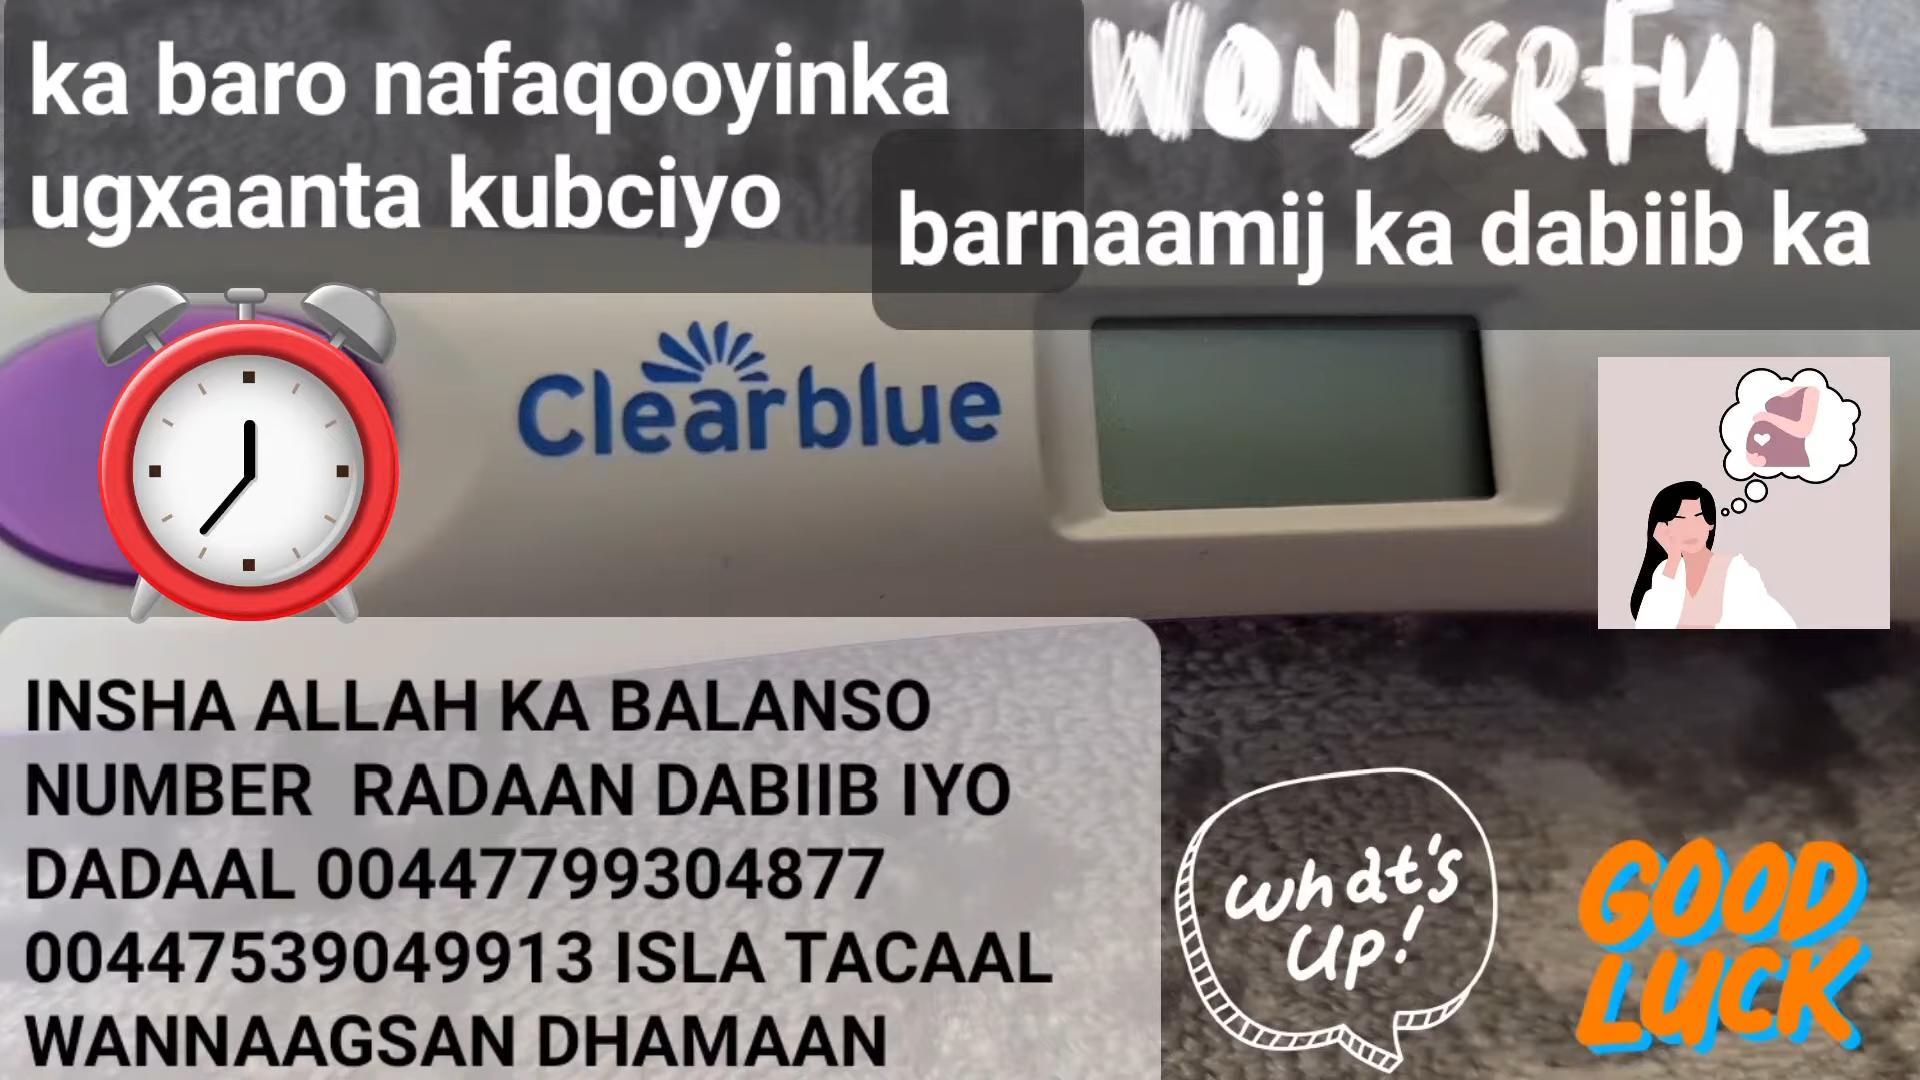 ka baro nafaqooyinka
ugxaanta kubciyo
WONDERFUL
barnaamij ka dabiib ka
Clearblue
INSHA ALLAH KA BALANSO
NUMBER RADAAN DABIIB IYO
DADAAL 00447799304877
00447539049913 ISLA TACAAL
WANNAAGSAN DHAMAAN
what's
up!
GOOD
LUCK